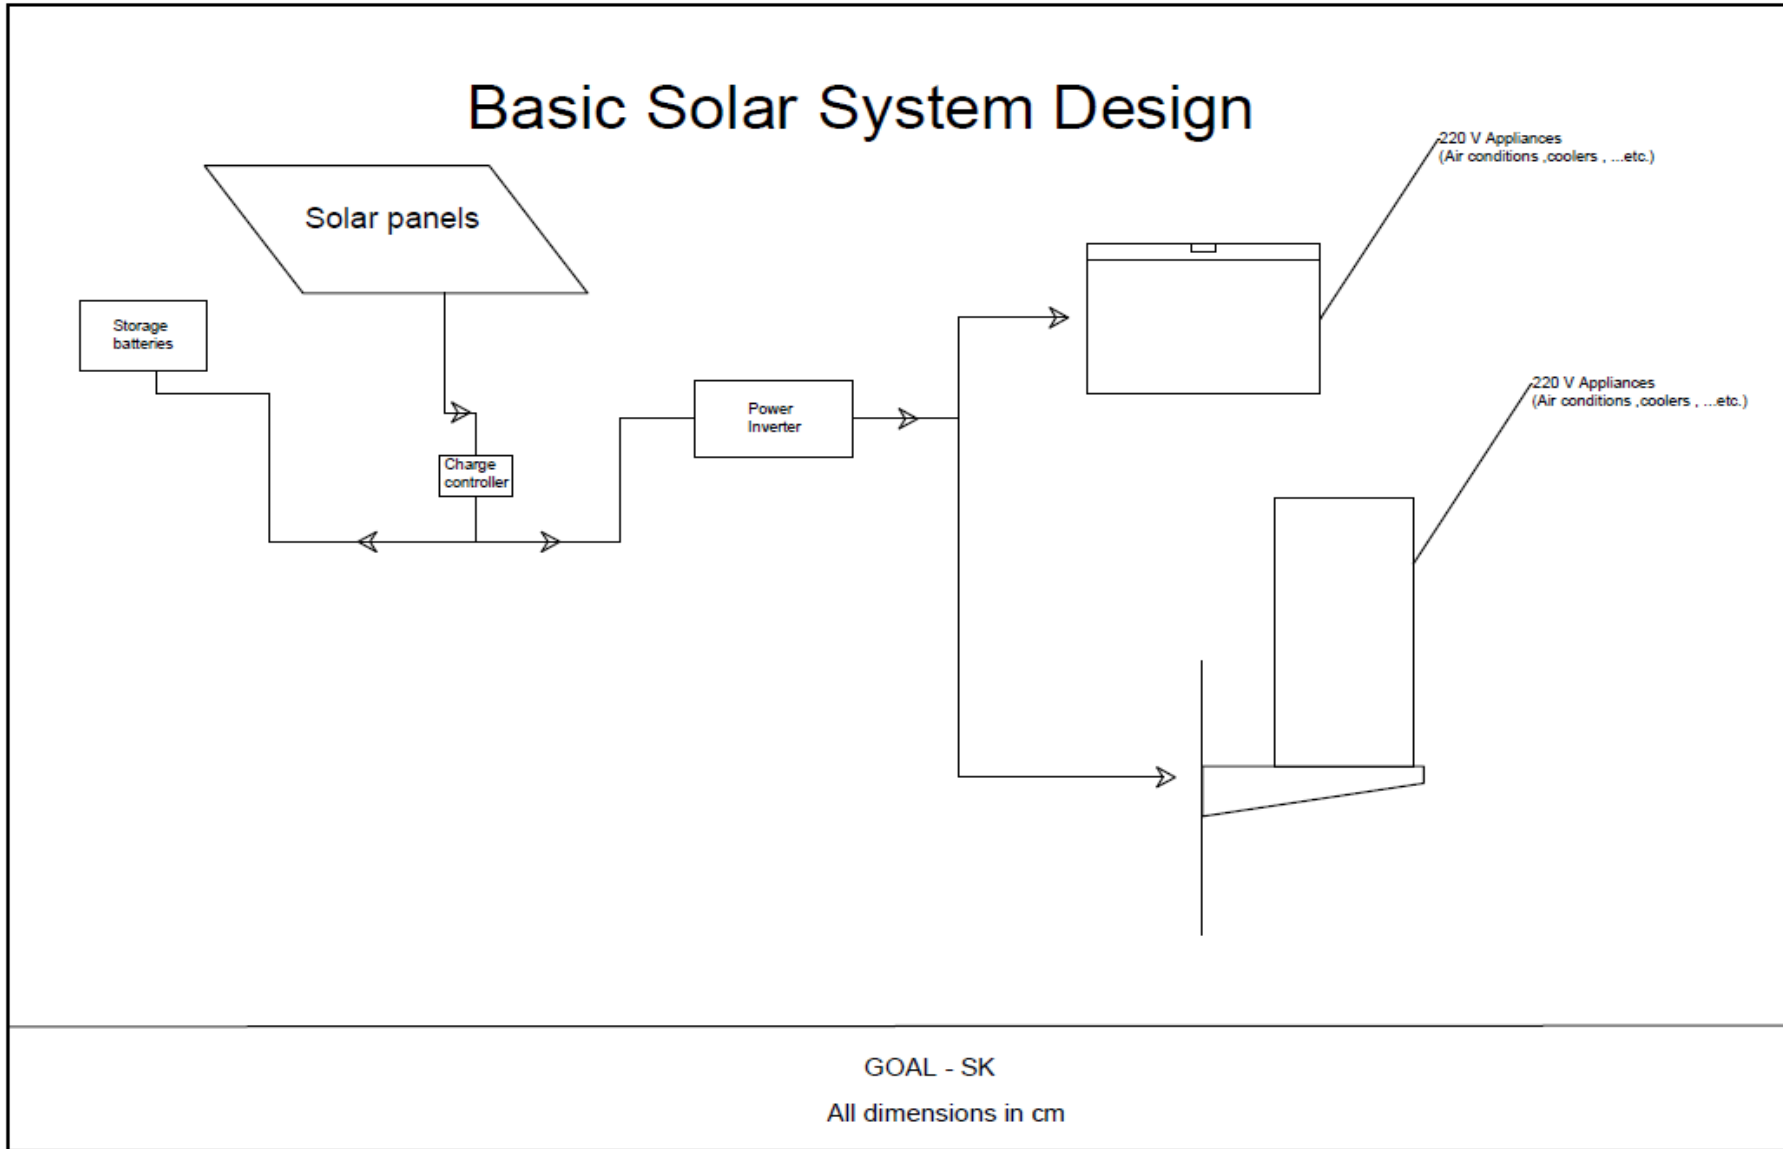 Basic Solar System Design
220 V Appliances
(Air conditions ,coolers , ...etc.)
Solar panels
Storage
batteries
220 V Appliances
(Air conditions ,coolers , ...etc.)
Power
Inverter
Charge
controller
GOAL - SK
All dimensions in cm